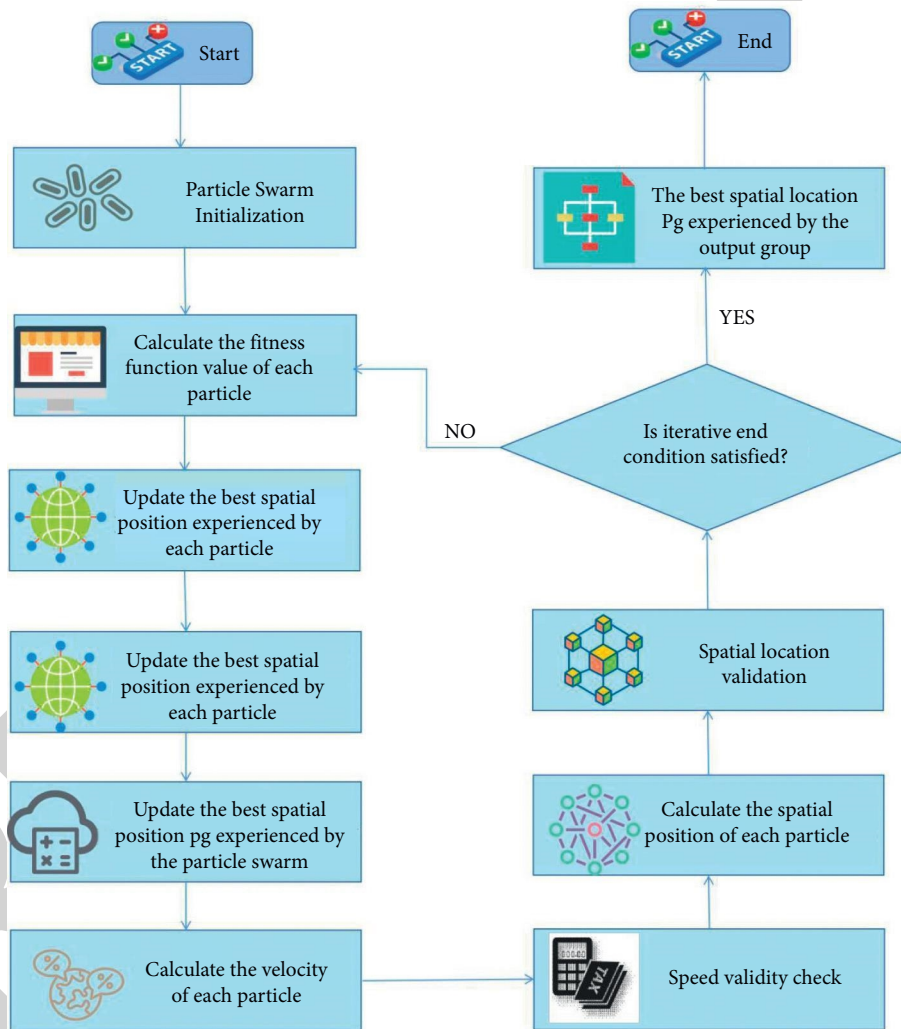 START
Start
Particle Swarm
Initialization
Calculate the fitness
function value of each
particle
Update the best spatial
position experienced by
each particle
Update the best spatial
position experienced by
each particle
Update the best spatial
position pg experienced by
the particle swarm
Calculate the velocity
of each particle
TAX
Speed validity check
Calculate the spatial
position of each particle
Spatial location
validation
Is iterative end
condition satisfied?
NO
YES
The best spatial location
Pg experienced by the
output group
START
End